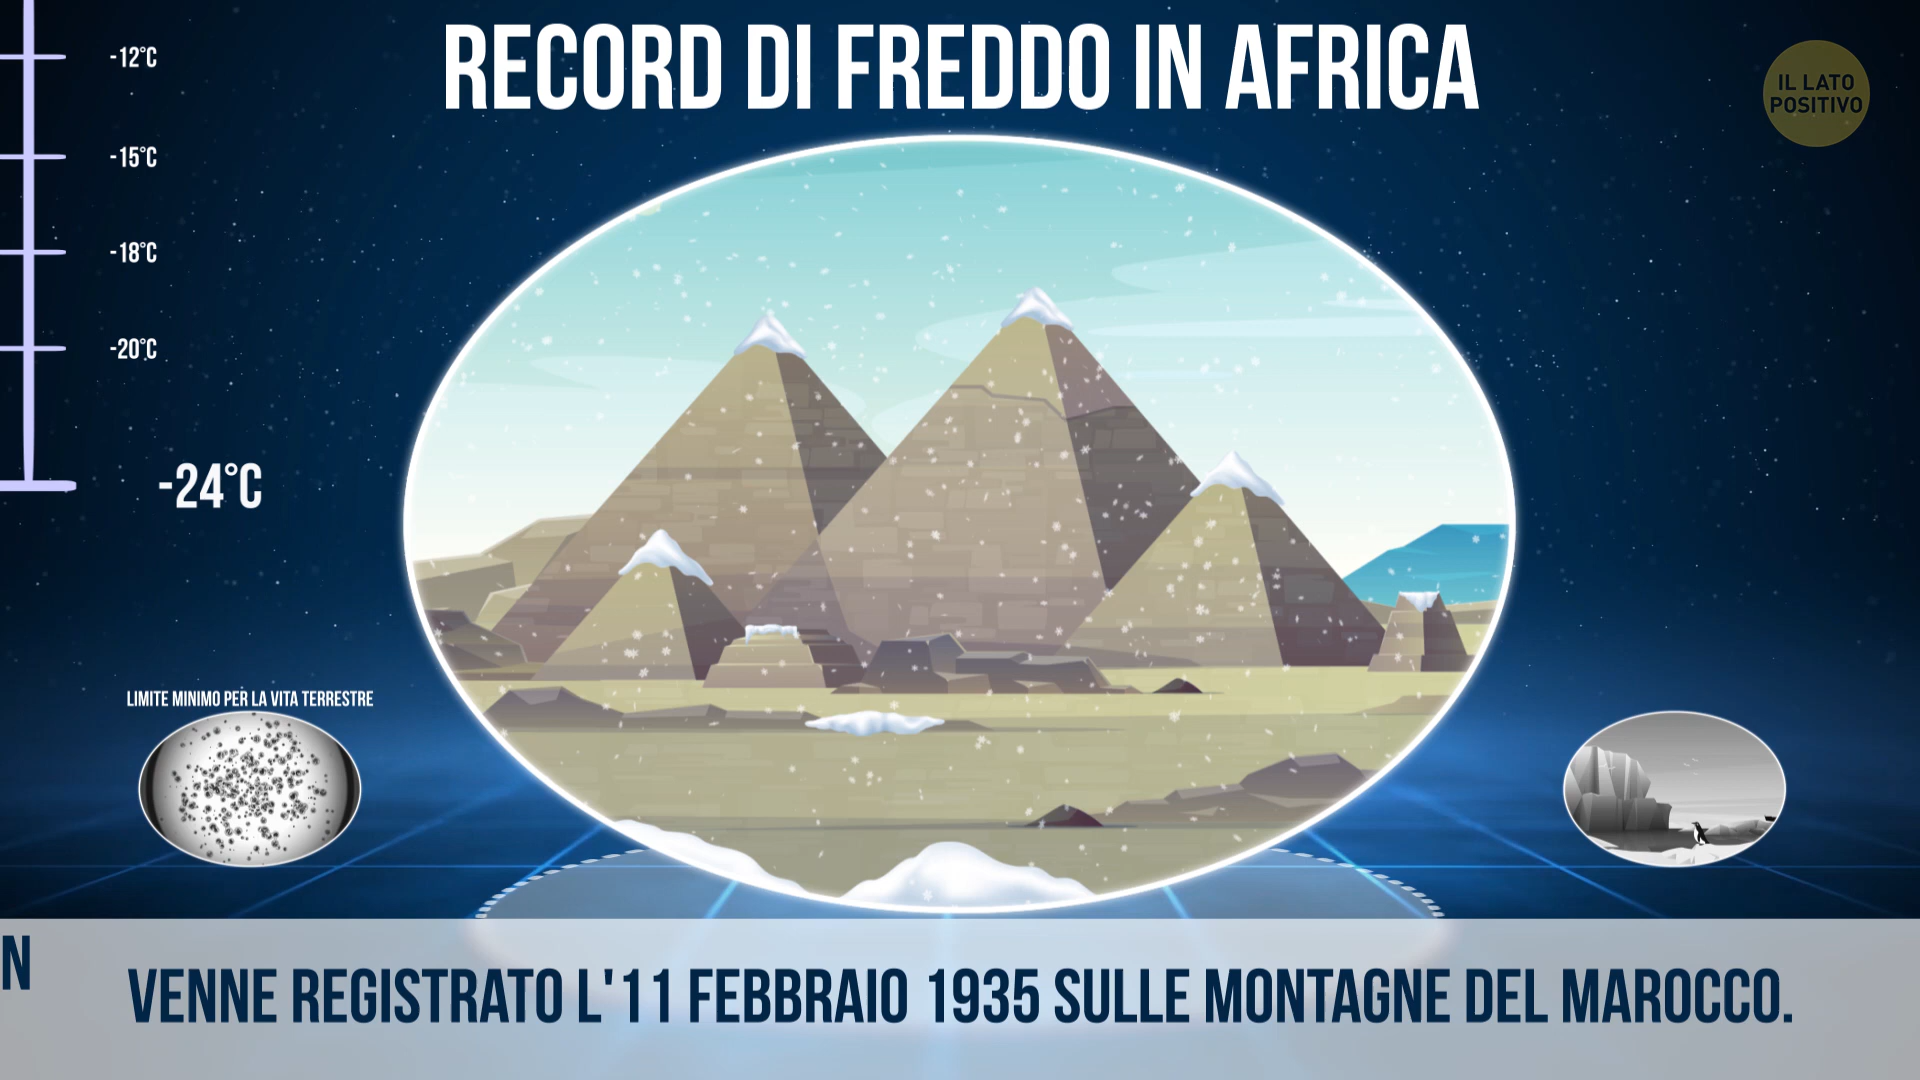 RECORD DI FREDDO IN AFRICA
IL LATO
POSITIVO
-12°C
-15°C
-18°C
-20°C
-24°C
LIMITE MINIMO PER LA VITA TERRESTRE
N
VENNE REGISTRATO L'11 FEBBRAIO 1935 SULLE MONTAGNE DEL MAROCCO.